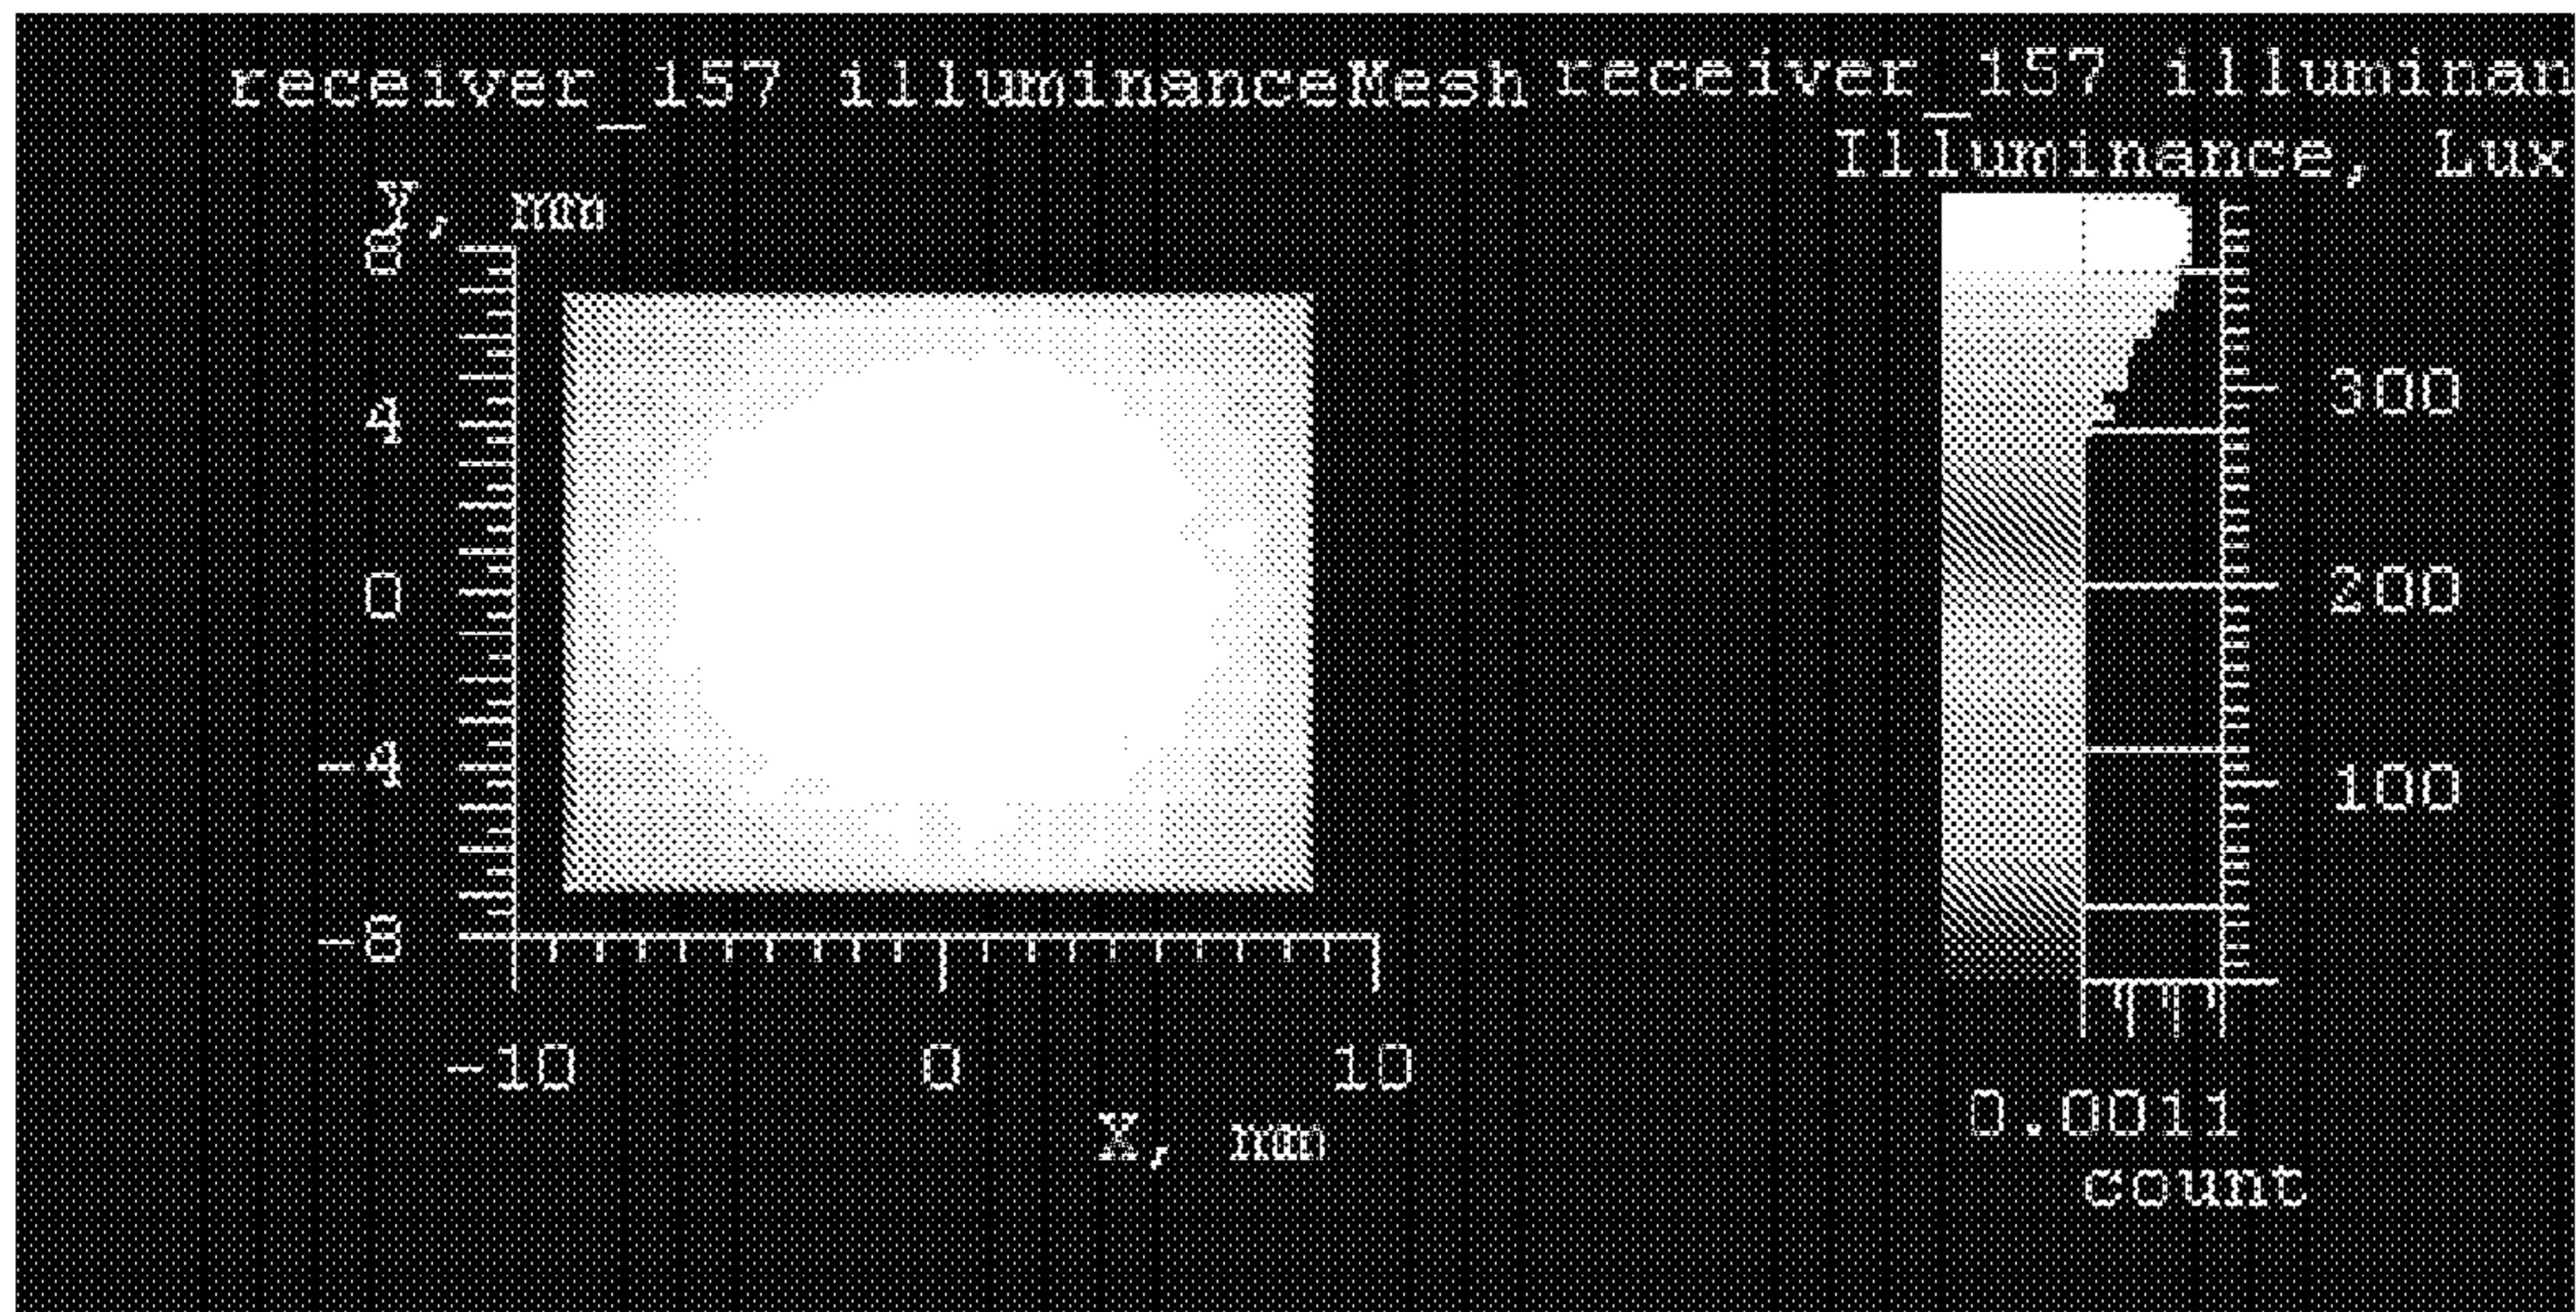 receiver_157 illuminanceMesh
Y, mm
8
4
0
-4
-8
-10 0 10
X, mm
receiver_157 illuminan
Illuminance, Lux
300
200
100
0.0011
count